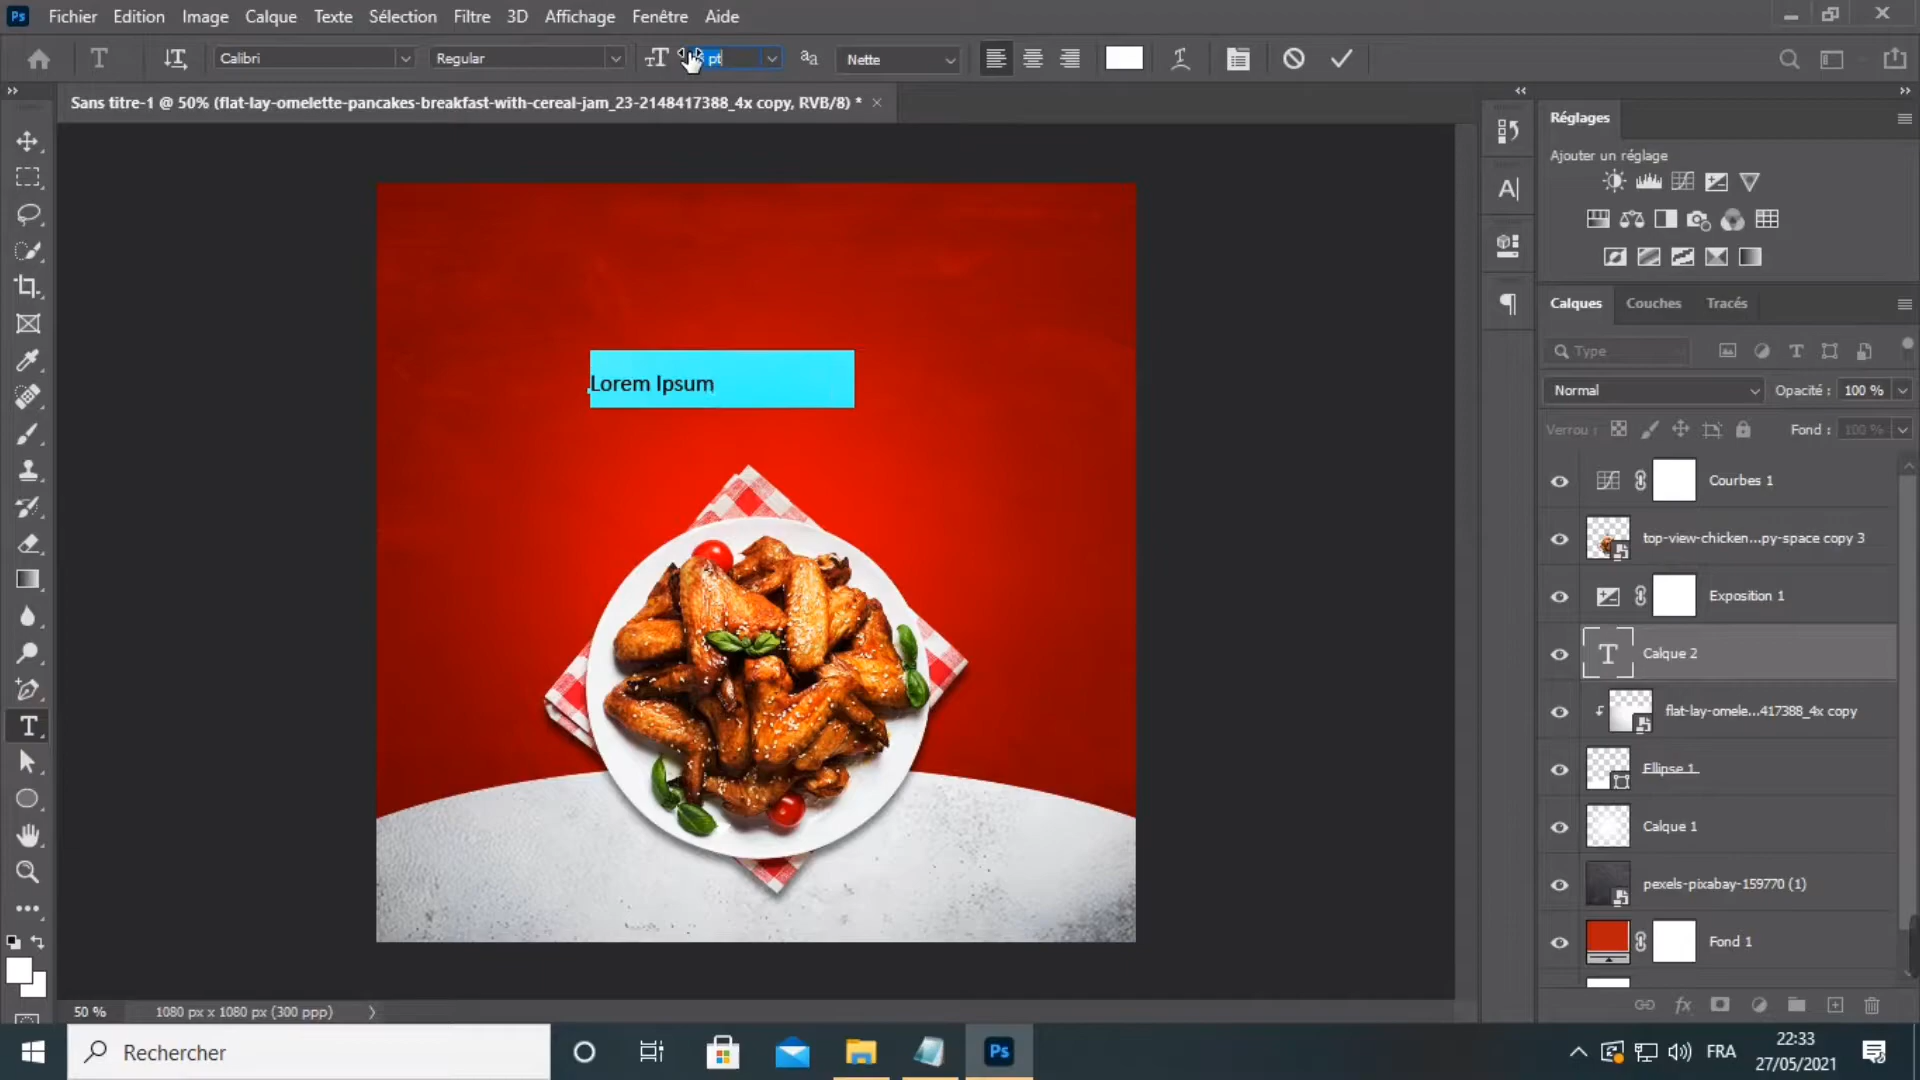 Ps Fichier Edition Image Calque Texte Sélection Filtre 3D Affichage Fenêtre Aide
T Calibri Regular pt aa Nette
Sans titre-1 @ 50% (flat-lay-omelette-pancakes-breakfast-with-cereal-jam_23-2148417388_4x copy, RVB/8) * ×
Réglages
Ajouter un réglage
Calques Couches Tracés
Type
Normal Opacité : 100 %
Verrou : Fond : 100 %
Courbes 1
top-view-chicken...py-space copy 3
Exposition 1
T Calque 2
flat-lay-omele...417388_4x copy
Ellipse 1
Calque 1
pexels-pixabay-159770 (1)
Fond 1
Lorem Ipsum
50 % 1080 px x 1080 px (300 ppp)
Rechercher
Ps
FRA
22:33
27/05/2021